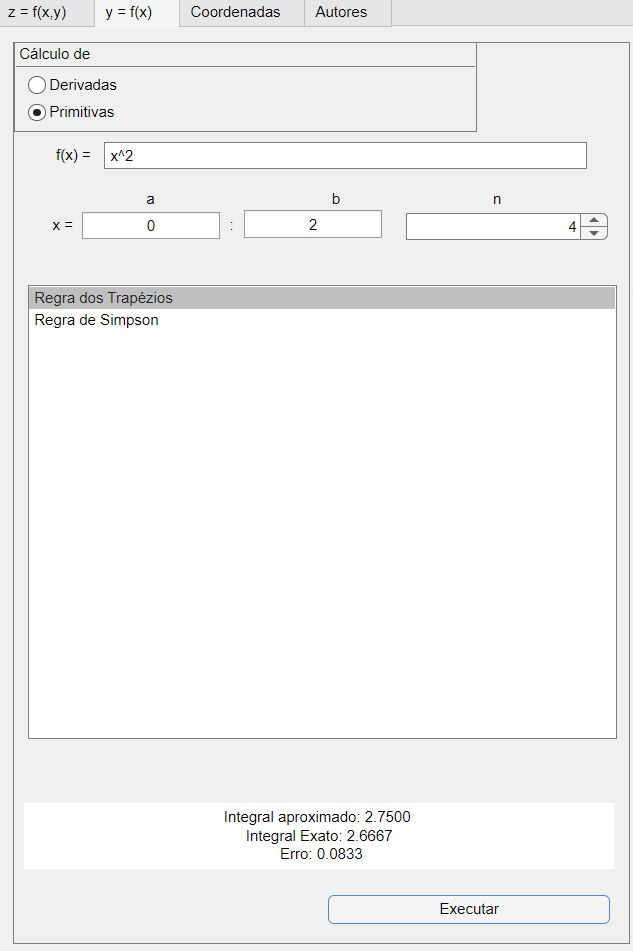 z = f(x,y) y = f(x) Coordenadas Autores
Cálculo de
Derivadas
Primitivas
f(x) = x^2
a b n
x = 0 : 2 4
Regra dos Trapézios
Regra de Simpson
Integral aproximado: 2.7500
Integral Exato: 2.6667
Erro: 0.0833
Executar